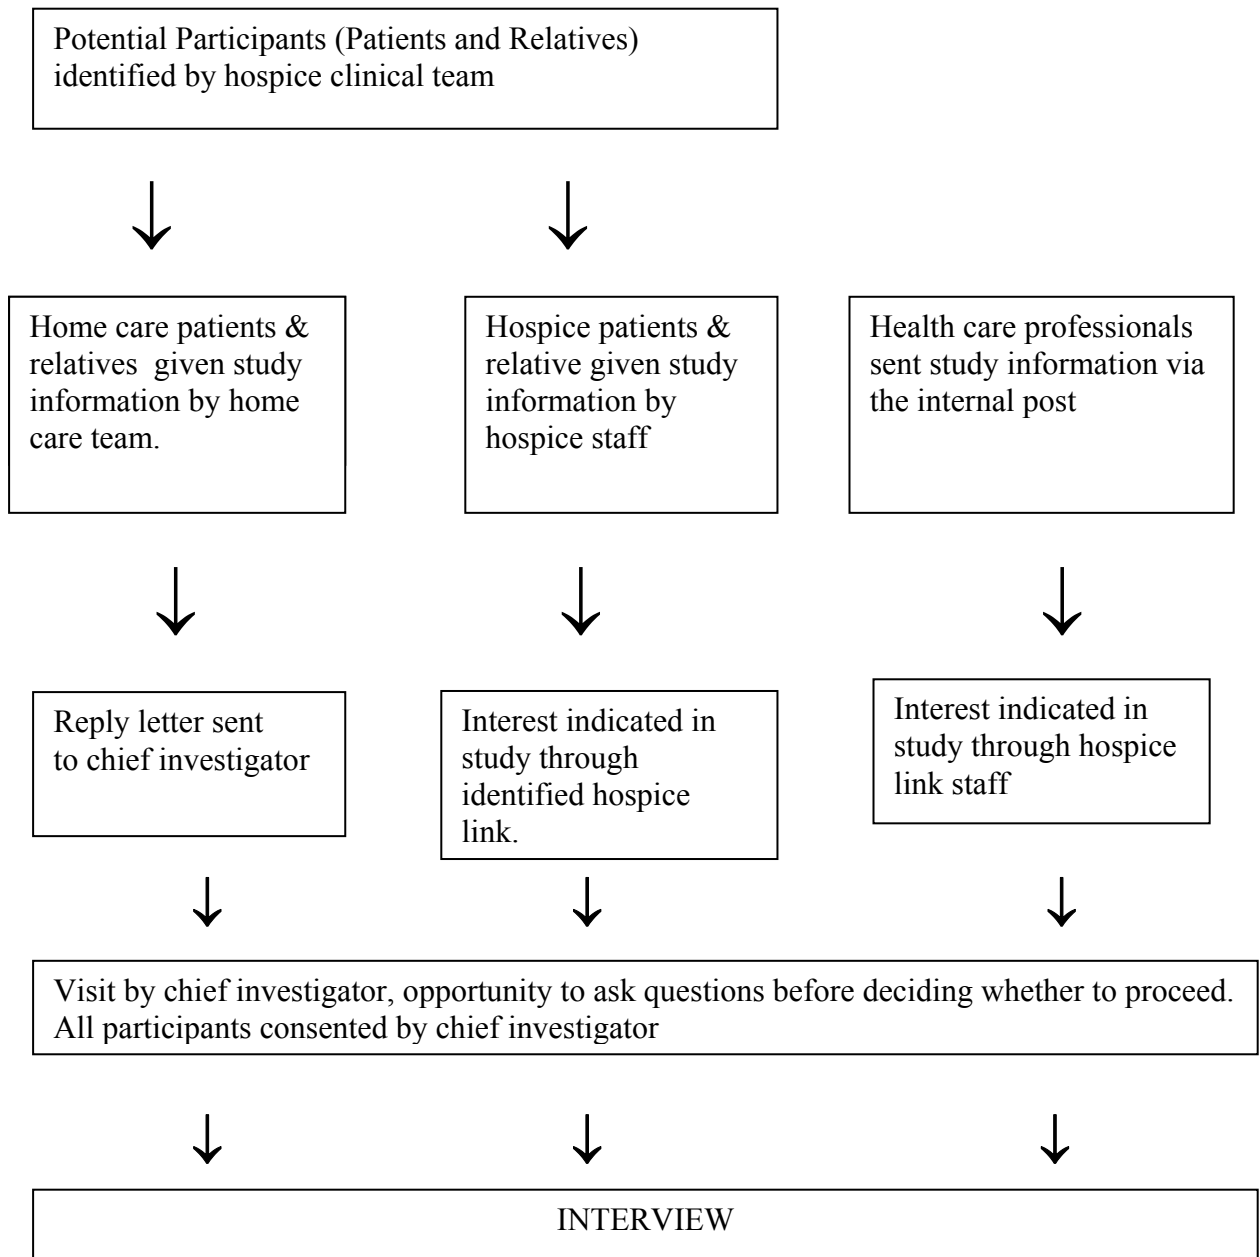 Potential Participants (Patients and Relatives)
identified by hospice clinical team
Home care patients &
relatives  given study
information by home
care team.
Hospice patients &
relative given study
information by
hospice staff
Health care professionals
sent study information via
the internal post
Reply letter sent
to chief investigator
Interest indicated in
study through
identified hospice
link.
Interest indicated in
study through hospice
link staff
Visit by chief investigator, opportunity to ask questions before deciding whether to proceed.
All participants consented by chief investigator
INTERVIEW